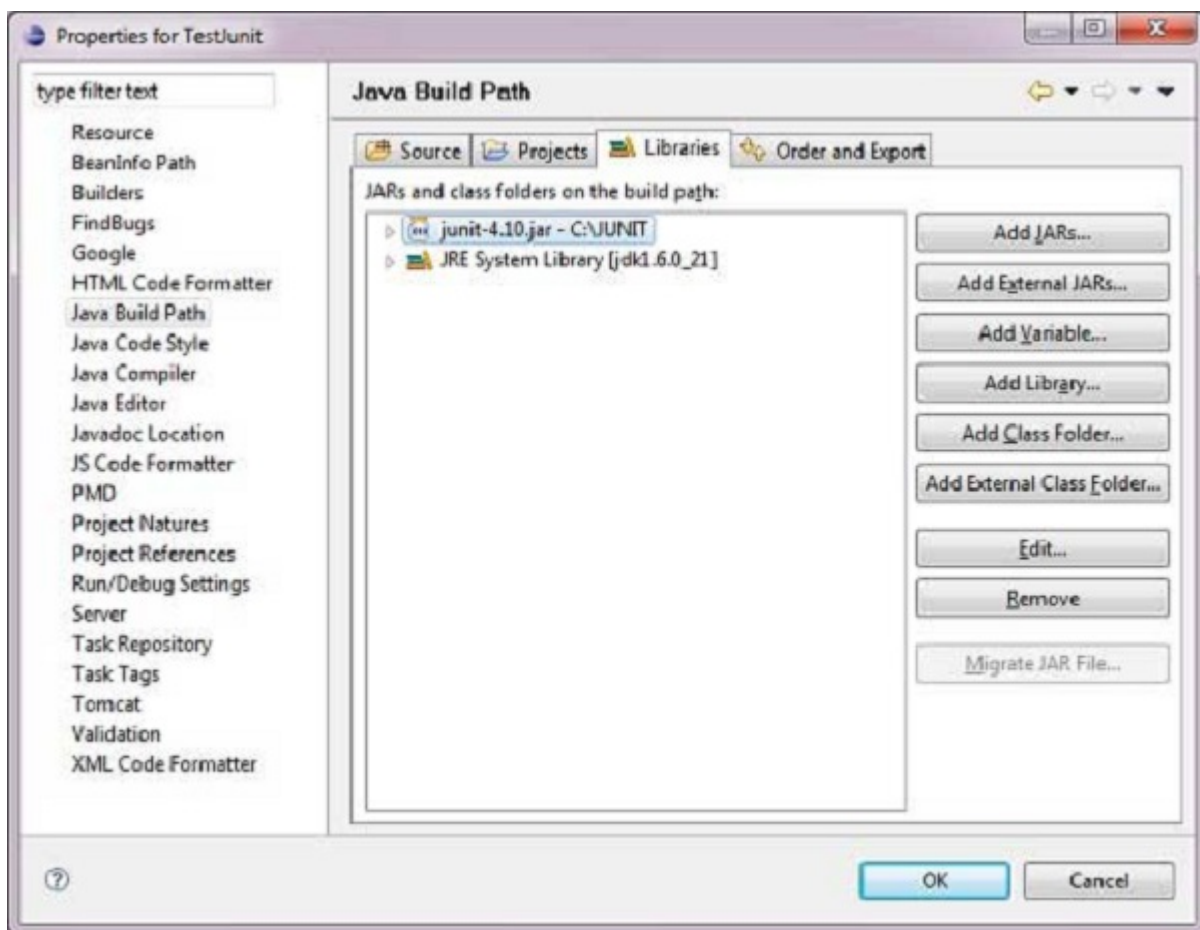 Properties for TestJunit
type filter text
Resource
BeanInfo Path
Builders
FindBugs
Google
HTML Code Formatter
Java Build Path
Java Code Style
Java Compiler
Java Editor
Javadoc Location
JS Code Formatter
PMD
Project Natures
Project References
Run/Debug Settings
Server
Task Repository
Task Tags
Tomcat
Validation
XML Code Formatter
Java Build Path
Source Projects Libraries Order and Export
JARs and class folders on the build path:
junit-4.10.jar - C:\JUNIT
JRE System Library [jdk1.6.0_21]
Add JARs...
Add External JARs...
Add Variable...
Add Library...
Add Class Folder...
Add External Class Folder...
Edit...
Remove
Migrate JAR File...
OK Cancel